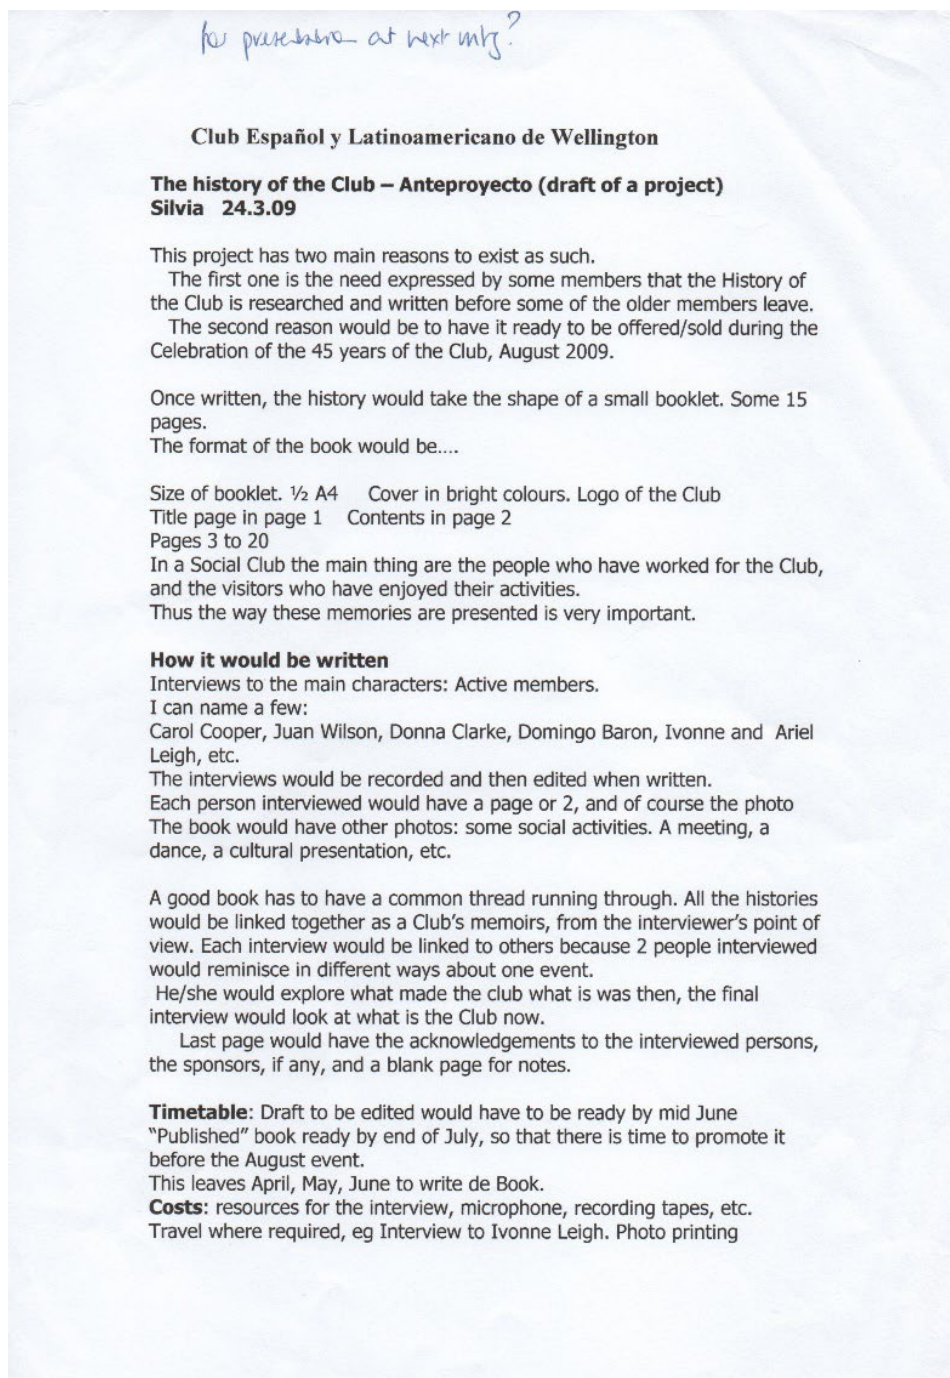 for presentation at next mtg?
Club Español y Latinoamericano de Wellington
The history of the Club – Anteproyecto (draft of a project)
Silvia 24.3.09
This project has two main reasons to exist as such.
The first one is the need expressed by some members that the History of
the Club is researched and written before some of the older members leave.
The second reason would be to have it ready to be offered/sold during the
Celebration of the 45 years of the Club, August 2009.
Once written, the history would take the shape of a small booklet. Some 15
pages.
The format of the book would be....
Size of booklet. ½ A4 Cover in bright colours. Logo of the Club
Title page in page 1 Contents in page 2
Pages 3 to 20
In a Social Club the main thing are the people who have worked for the Club,
and the visitors who have enjoyed their activities.
Thus the way these memories are presented is very important.
How it would be written
Interviews to the main characters: Active members.
I can name a few:
Carol Cooper, Juan Wilson, Donna Clarke, Domingo Baron, Ivonne and Ariel
Leigh, etc.
The interviews would be recorded and then edited when written.
Each person interviewed would have a page or 2, and of course the photo
The book would have other photos: some social activities. A meeting, a
dance, a cultural presentation, etc.
A good book has to have a common thread running through. All the histories
would be linked together as a Club's memoirs, from the interviewer's point of
view. Each interview would be linked to others because 2 people interviewed
would reminisce in different ways about one event.
He/she would explore what made the club what is was then, the final
interview would look at what is the Club now.
Last page would have the acknowledgements to the interviewed persons,
the sponsors, if any, and a blank page for notes.
Timetable: Draft to be edited would have to be ready by mid June
"Published" book ready by end of July, so that there is time to promote it
before the August event.
This leaves April, May, June to write de Book.
Costs: resources for the interview, microphone, recording tapes, etc.
Travel where required, eg Interview to Ivonne Leigh. Photo printing